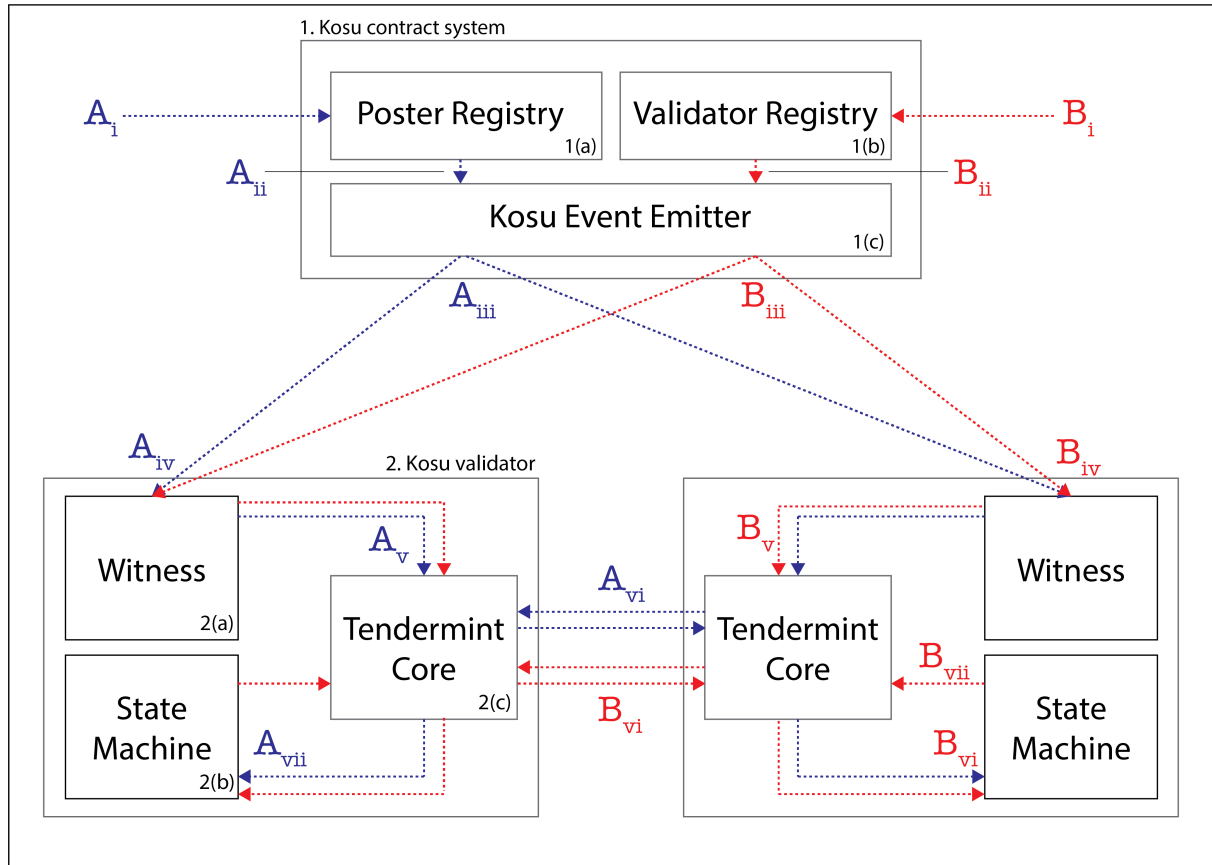 1. Kosu contract system
Poster Registry
1(a)
Validator Registry
1(b)
A i
B i
A ii
B ii
Kosu Event Emitter
1(c)
A iii
B iii
A iv
B iv
2. Kosu validator
Witness
2(a)
A v
B v
Witness
Tendermint
Core
2(c)
A vi
B vi
Tendermint
Core
State
Machine
2(b)
A vii
B vii
B vi
State
Machine